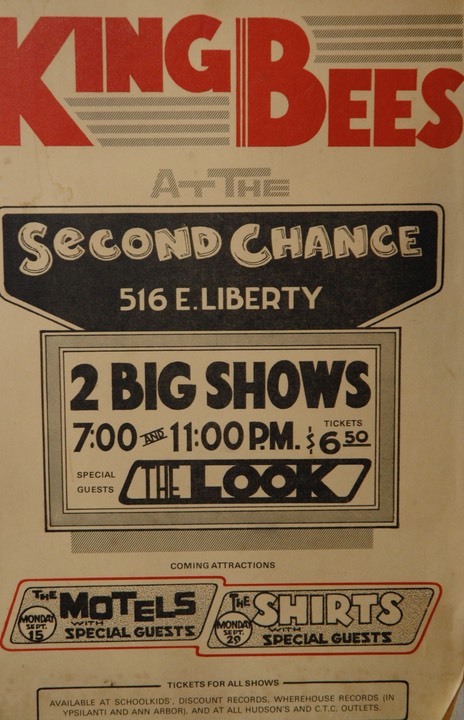 KING BEES
AT THE
SECOND CHANCE
516 E. LIBERTY
2 BIG SHOWS
7:00 AND 11:00 P.M. TICKETS $6.50
SPECIAL GUESTS THE LOOK
COMING ATTRACTIONS
THE MOTELS
MONDAY SEPT. 15
WITH
SPECIAL GUESTS
THE SHIRTS
MONDAY SEPT. 29
WITH
SPECIAL GUESTS
TICKETS FOR ALL SHOWS
AVAILABLE AT SCHOOLKIDS', DISCOUNT RECORDS, WHEREHOUSE RECORDS (IN
YPSILANTI AND ANN ARBOR), AND AT ALL HUDSON'S AND C.T.C. OUTLETS.